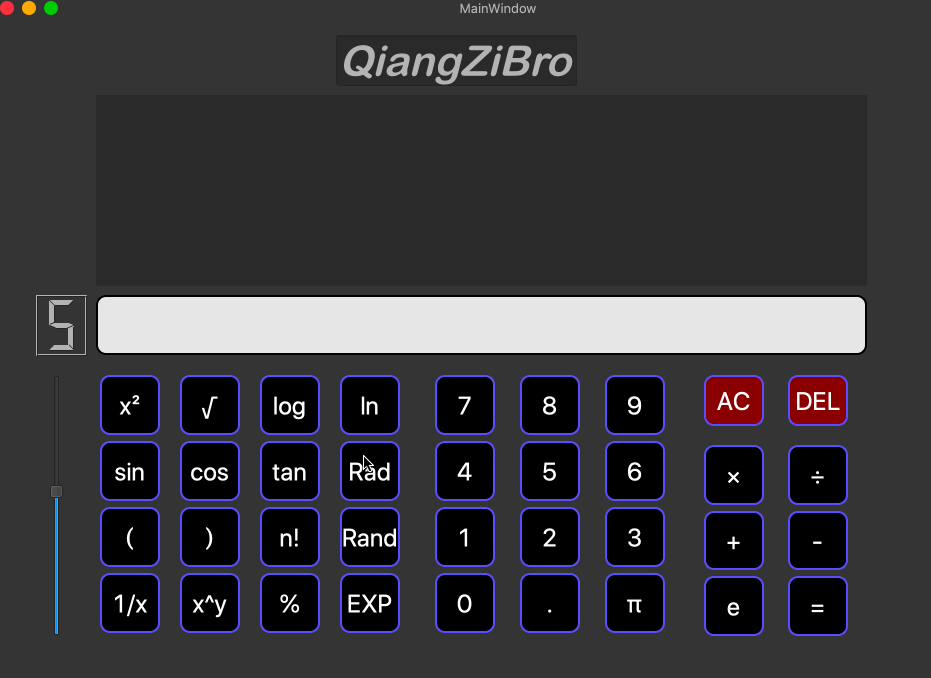 MainWindow
QiangZiBro
5
x² √ log ln 7 8 9 AC DEL
sin cos tan Rad 4 5 6 × ÷
( ) n! Rand 1 2 3 + -
1/x x^y % EXP 0 . π e =